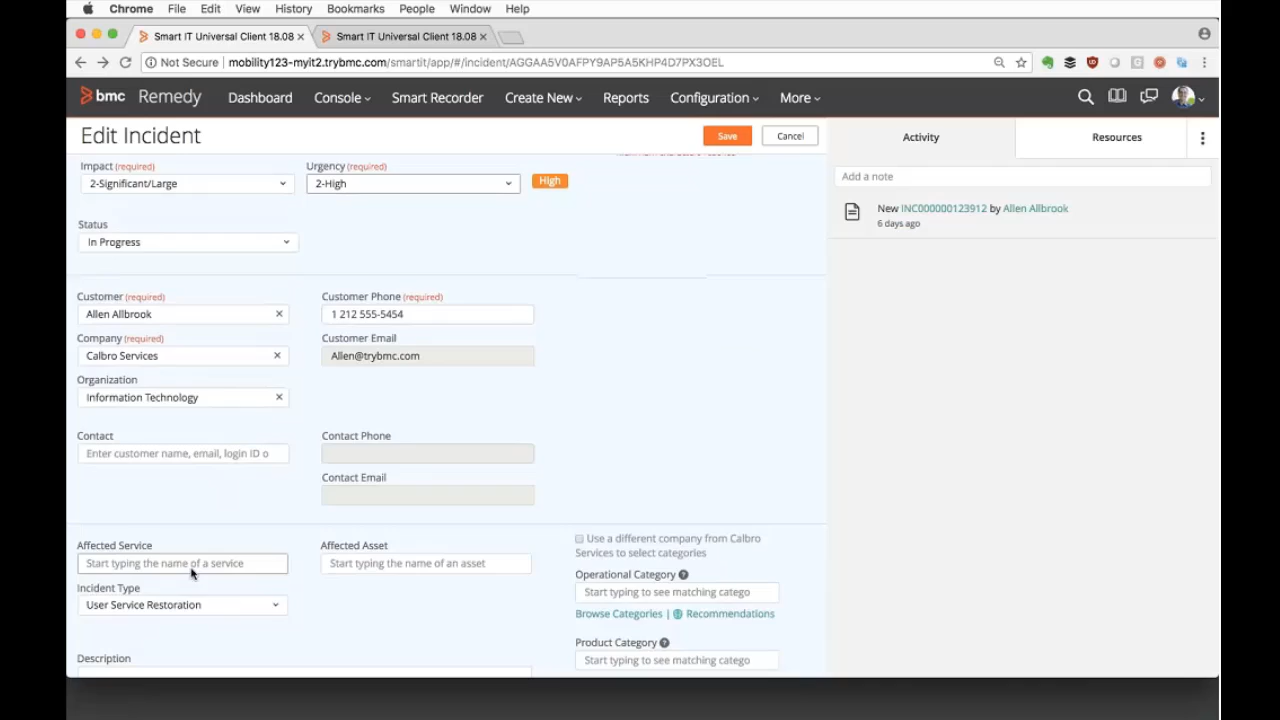 Chrome File Edit View History Bookmarks People Window Help
Smart IT Universal Client 18.08 × Smart IT Universal Client 18.08 ×
Not Secure | mobility123-myit2.trybmc.com/smartit/app/#/incident/AGGAA5V0AFPY9AP5A5KHP4D7PX3OEL
bmc Remedy Dashboard Console Smart Recorder Create New Reports Configuration More
Edit Incident Save Cancel
Activity Resources
Impact (required) Urgency (required)
2-Significant/Large 2-High High
Add a note
New INC000000123912 by Allen Allbrook
6 days ago
Status
In Progress
Customer (required) Customer Phone (required)
Allen Allbrook × 1 212 555-5454
Company (required) Customer Email
Calbro Services × Allen@trybmc.com
Organization
Information Technology ×
Contact Contact Phone
Enter customer name, email, login ID o
Contact Email
Affected Service Affected Asset
Start typing the name of a service Start typing the name of an asset
Incident Type
User Service Restoration
Use a different company from Calbro
Services to select categories
Operational Category ?
Start typing to see matching catego
Browse Categories | Recommendations
Product Category ?
Start typing to see matching catego
Description